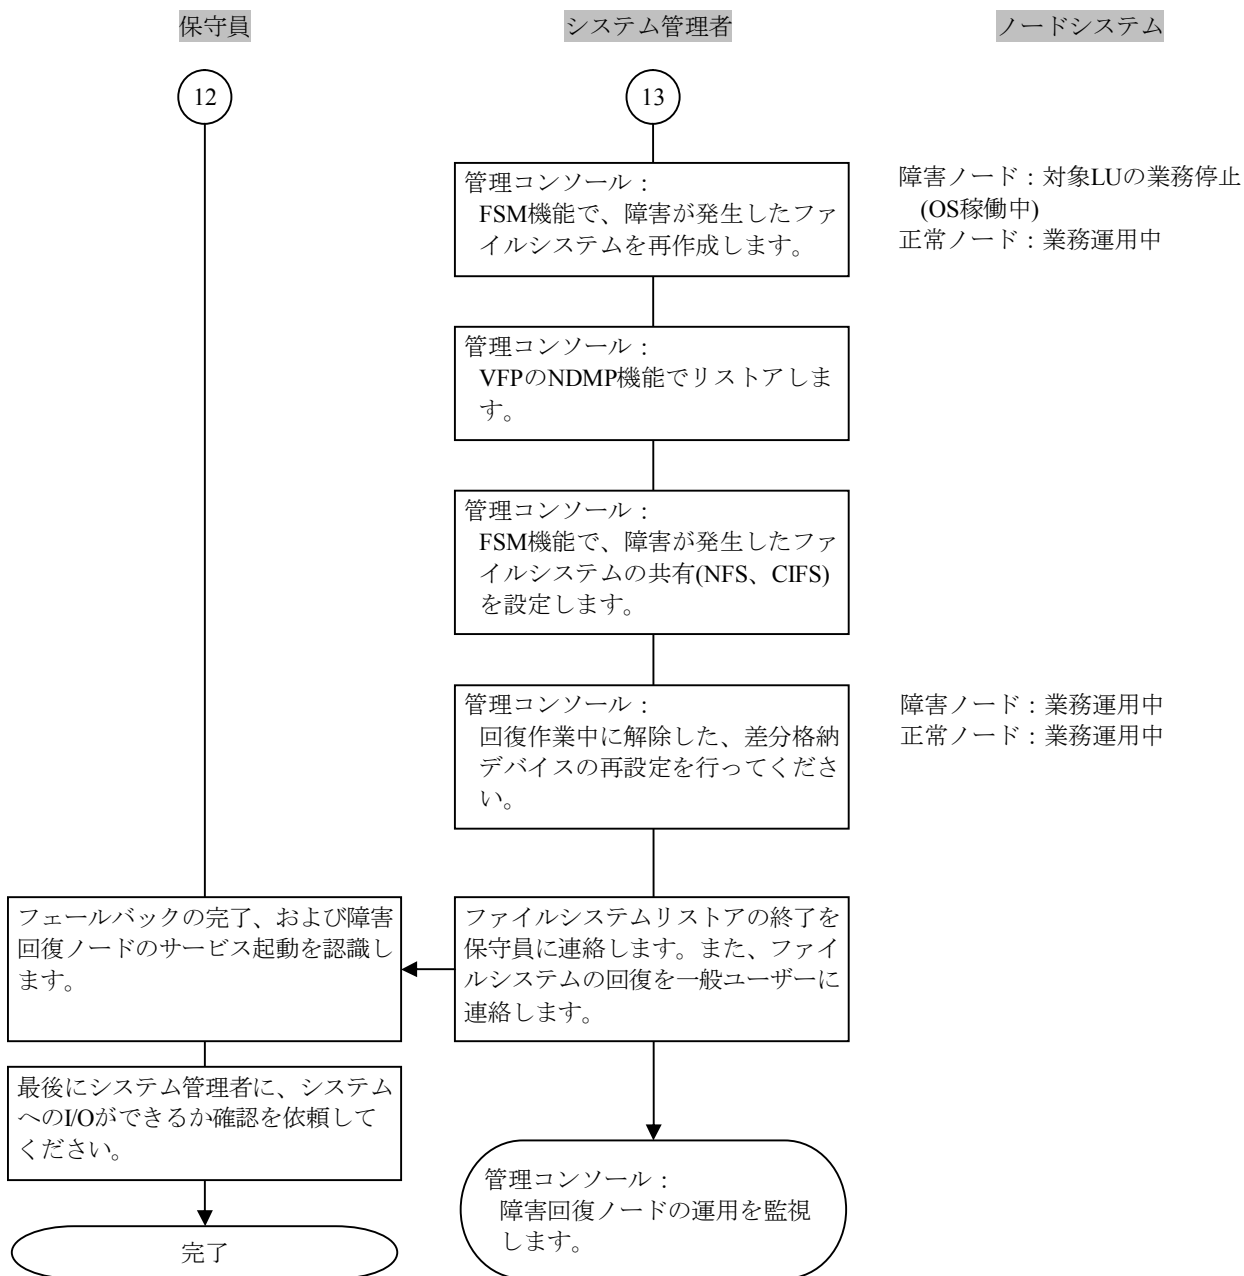 保守員
システム管理者
ノードシステム
12
13
管理コンソール：
FSM機能で、障害が発生したファ
イルシステムを再作成します。
障害ノード：対象LUの業務停止
(OS稼働中)
正常ノード：業務運用中
管理コンソール：
VFPのNDMP機能でリストアしま
す。
管理コンソール：
FSM機能で、障害が発生したファ
イルシステムの共有(NFS、CIFS)
を設定します。
管理コンソール：
回復作業中に解除した、差分格納
デバイスの再設定を行ってくださ
い。
障害ノード：業務運用中
正常ノード：業務運用中
フェールバックの完了、および障害
回復ノードのサービス起動を認識し
ます。
ファイルシステムリストアの終了を
保守員に連絡します。また、ファイ
ルシステムの回復を一般ユーザーに
連絡します。
最後にシステム管理者に、システム
へのI/Oができるか確認を依頼して
ください。
管理コンソール：
障害回復ノードの運用を監視
します。
完了